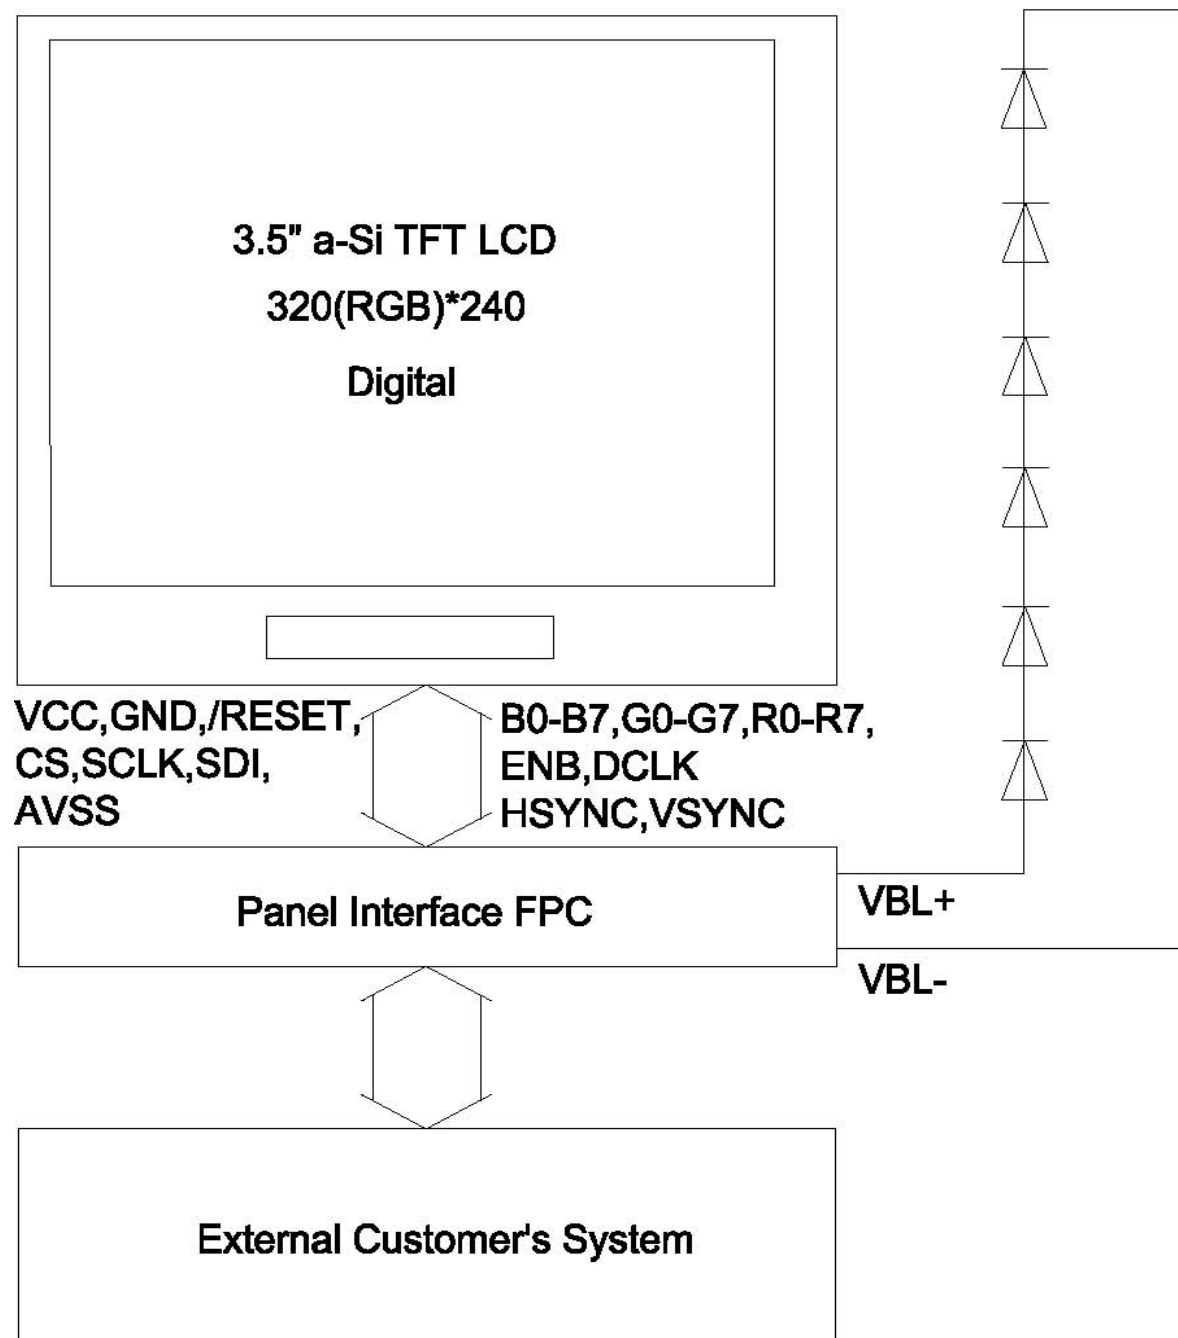 3.5" a-Si TFT LCD
320(RGB)*240
Digital
VCC,GND,/RESET,
CS,SCLK,SDI,
AVSS
B0-B7,G0-G7,R0-R7,
ENB,DCLK
HSYNC,VSYNC
Panel Interface FPC
VBL+
VBL-
External Customer's System